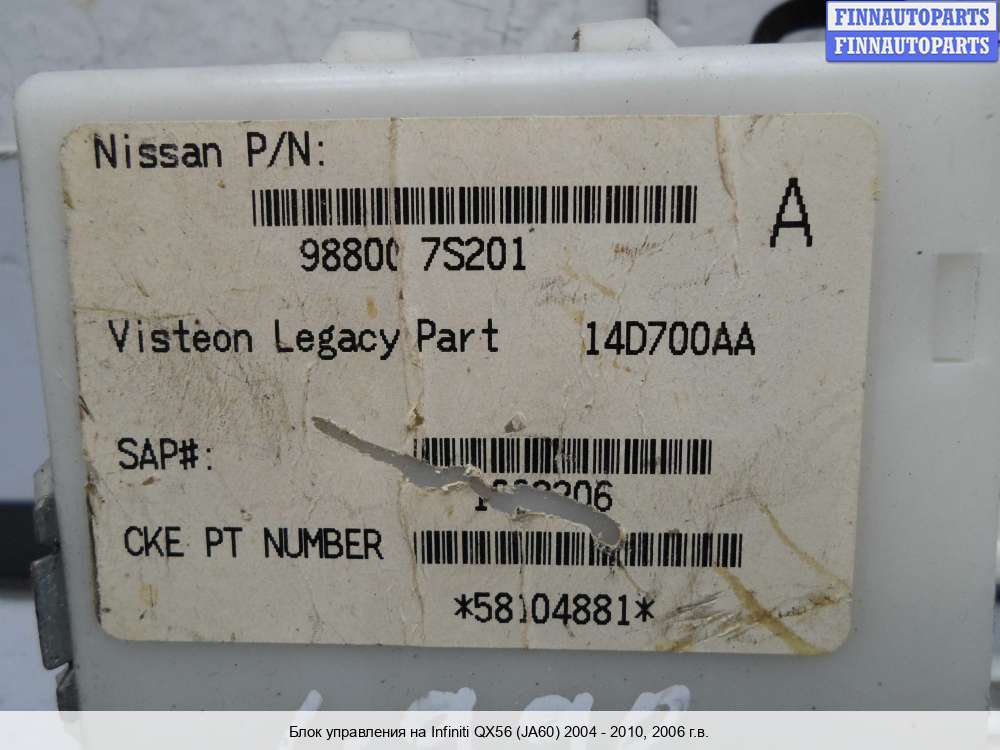 FINNAUTOPARTS
FINNAUTOPARTS
Nissan P/N:
A
98800 7S201
Visteon Legacy Part 14D700AA
SAP#:
CKE PT NUMBER
*58104881*
Блок управления на Infiniti QX56 (JA60) 2004 - 2010, 2006 г.в.